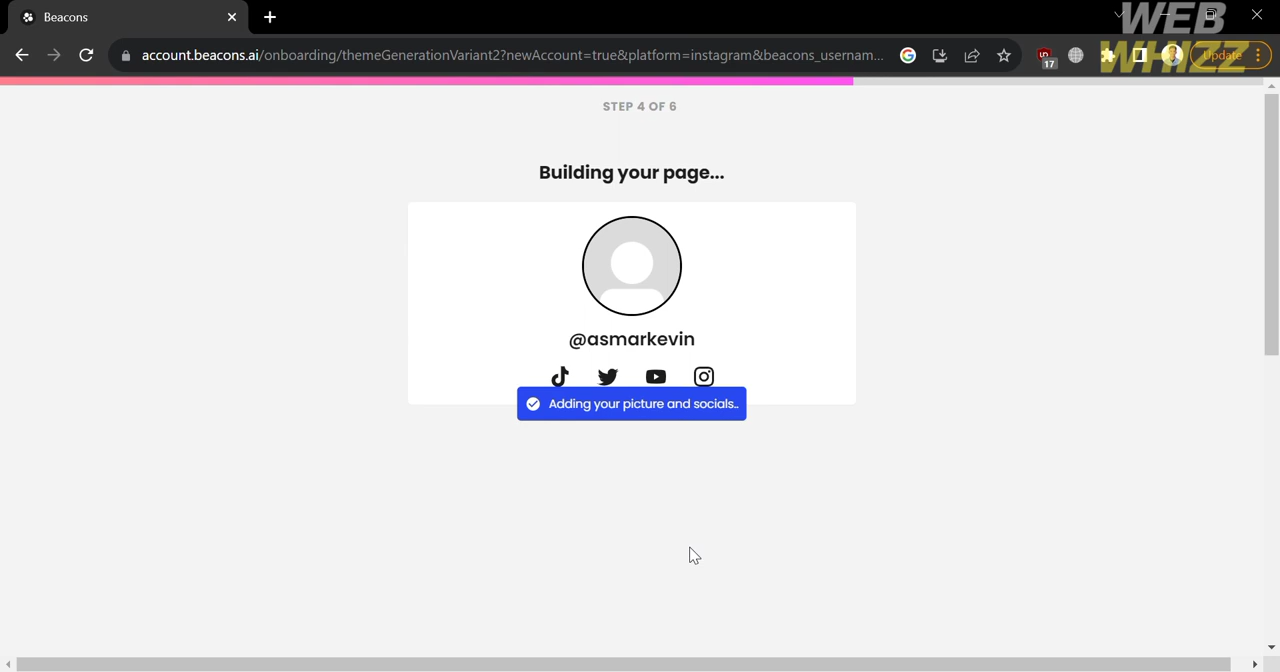 Beacons
WEB
WHIZZ
account.beacons.ai/onboarding/themeGenerationVariant2?newAccount=true&platform=instagram&beacons_usernam...
17
Update
STEP 4 OF 6
Building your page...
@asmarkevin
Adding your picture and socials..